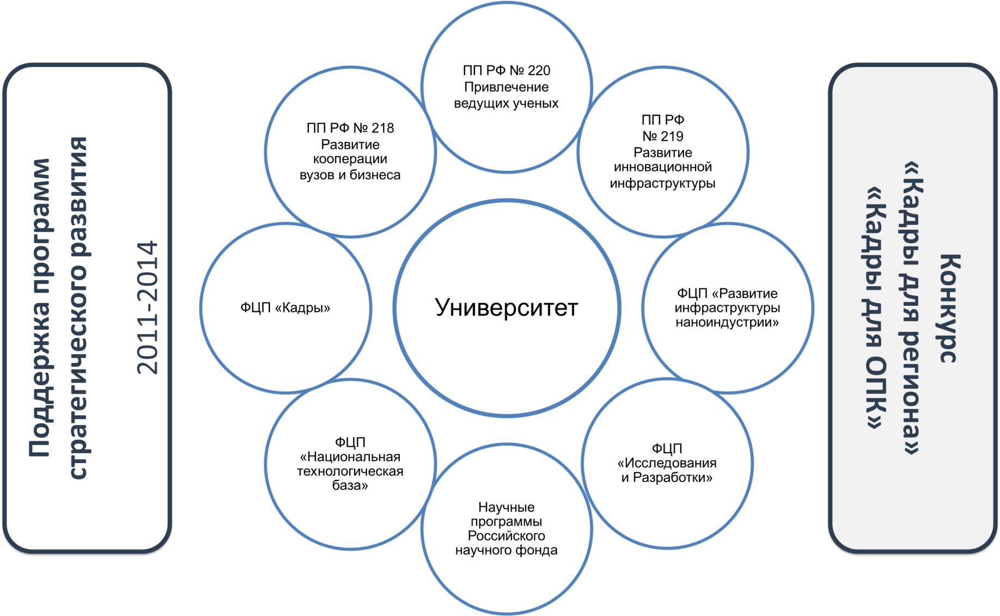 Поддержка программ
стратегического развития
2011-2014
ПП РФ № 220
Привлечение
ведущих ученых
ПП РФ № 218
Развитие
кооперации
вузов и бизнеса
ПП РФ
№ 219
Развитие
инновационной
инфраструктуры
ФЦП «Кадры»
Университет
ФЦП «Развитие
инфраструктуры
наноиндустрии»
ФЦП
«Национальная
технологическая
база»
ФЦП
«Исследования
и Разработки»
Научные
программы
Российского
научного фонда
Конкурс
«Кадры для региона»
«Кадры для ОПК»